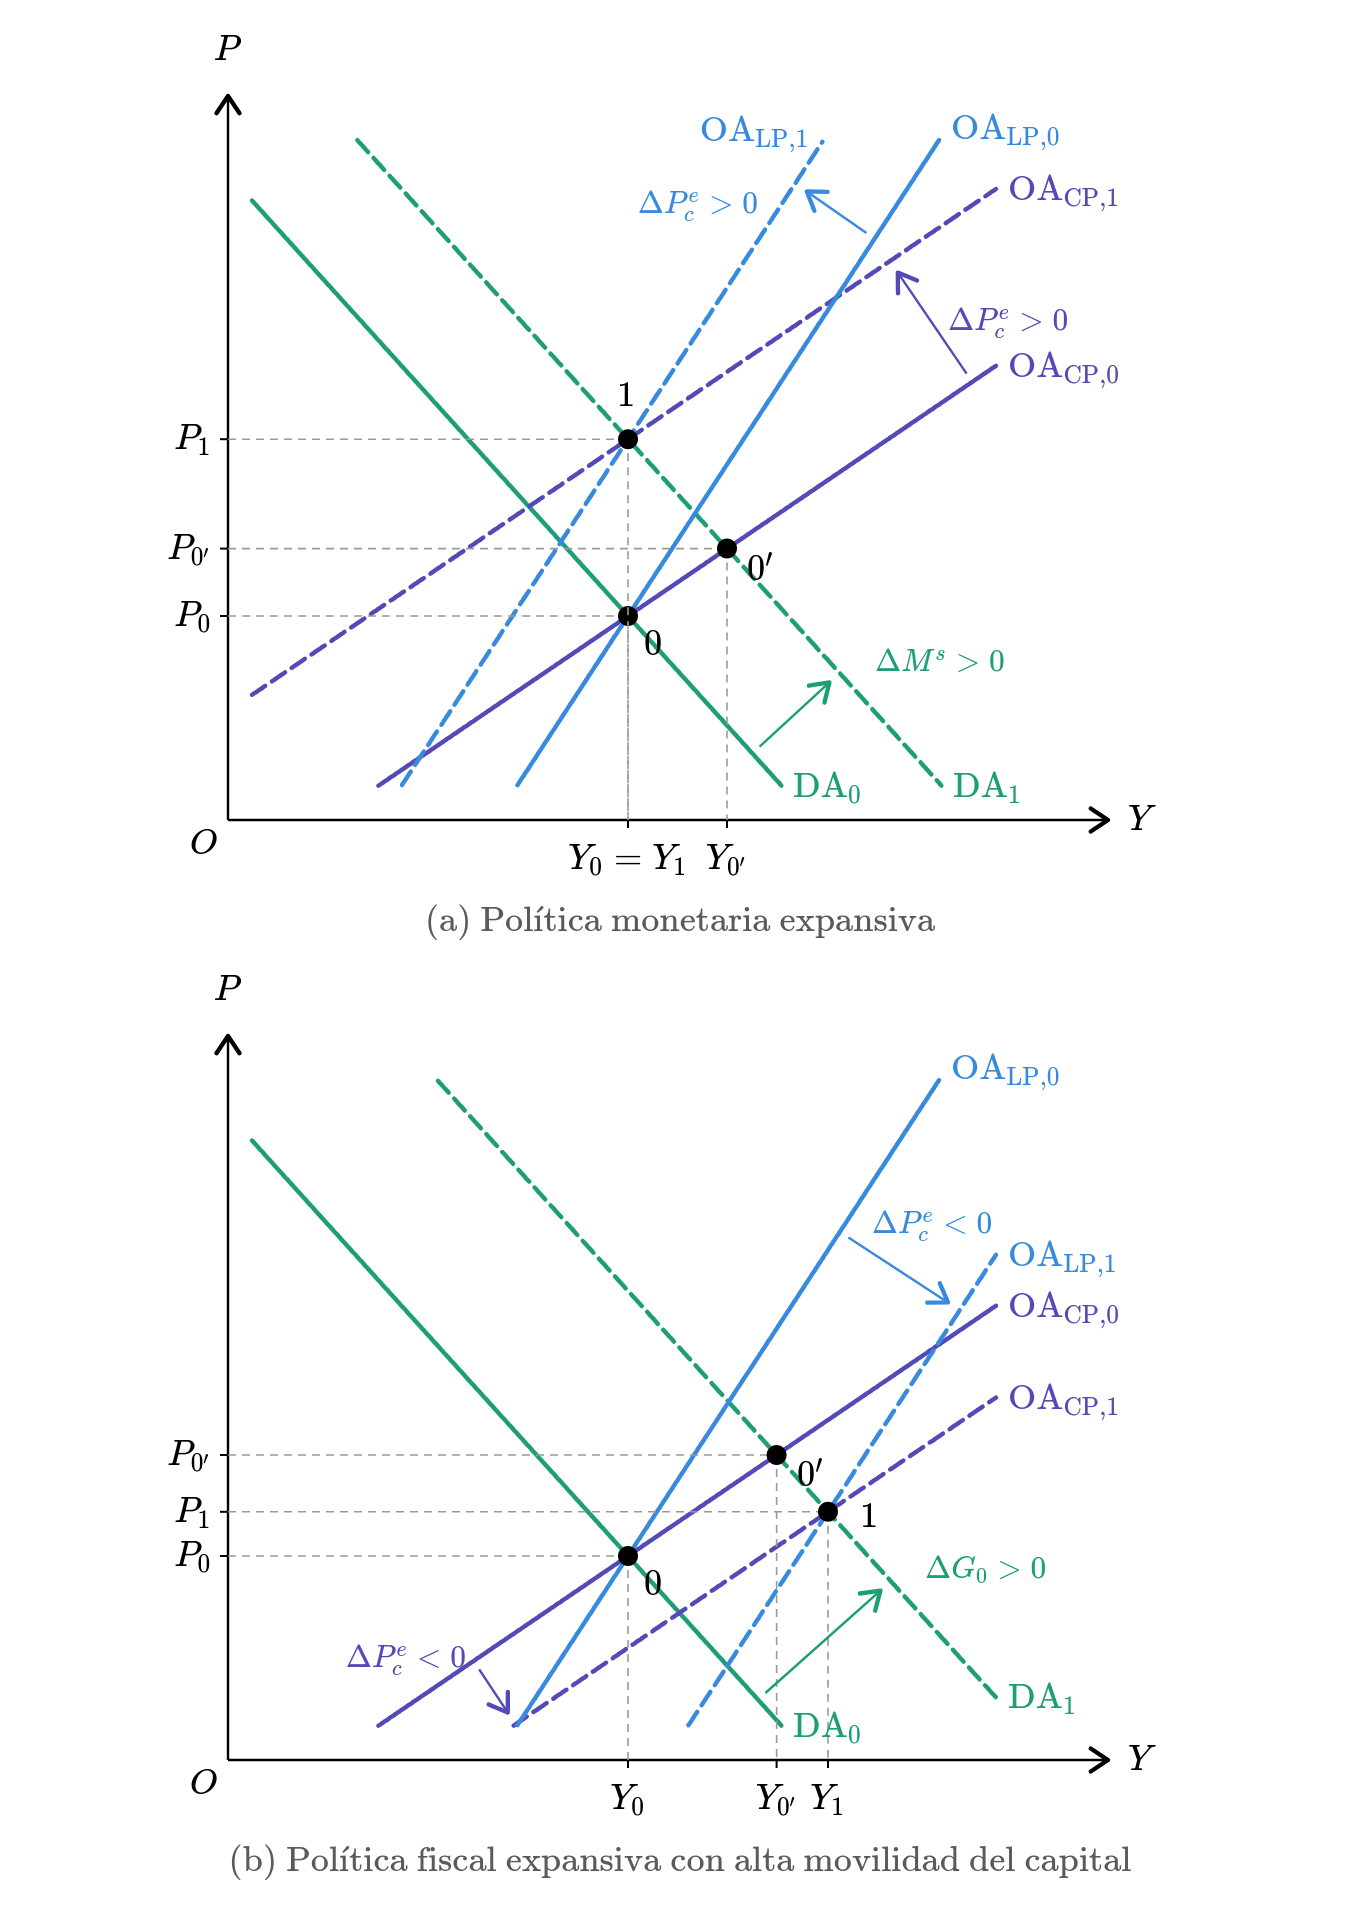 P
OA_LP,1
OA_LP,0
OA_CP,1
ΔP_c^e > 0
ΔP_c^e > 0
OA_CP,0
1
P_1
P_0′
0′
P_0
0
ΔM^s > 0
DA_0
DA_1
Y
O
Y_0 = Y_1
Y_0′
(a) Política monetaria expansiva
P
OA_LP,0
ΔP_c^e < 0
OA_LP,1
OA_CP,0
OA_CP,1
P_0′
0′
P_1
1
P_0
0
ΔG_0 > 0
ΔP_c^e < 0
DA_1
DA_0
Y
O
Y_0
Y_0′
Y_1
(b) Política fiscal expansiva con alta movilidad del capital